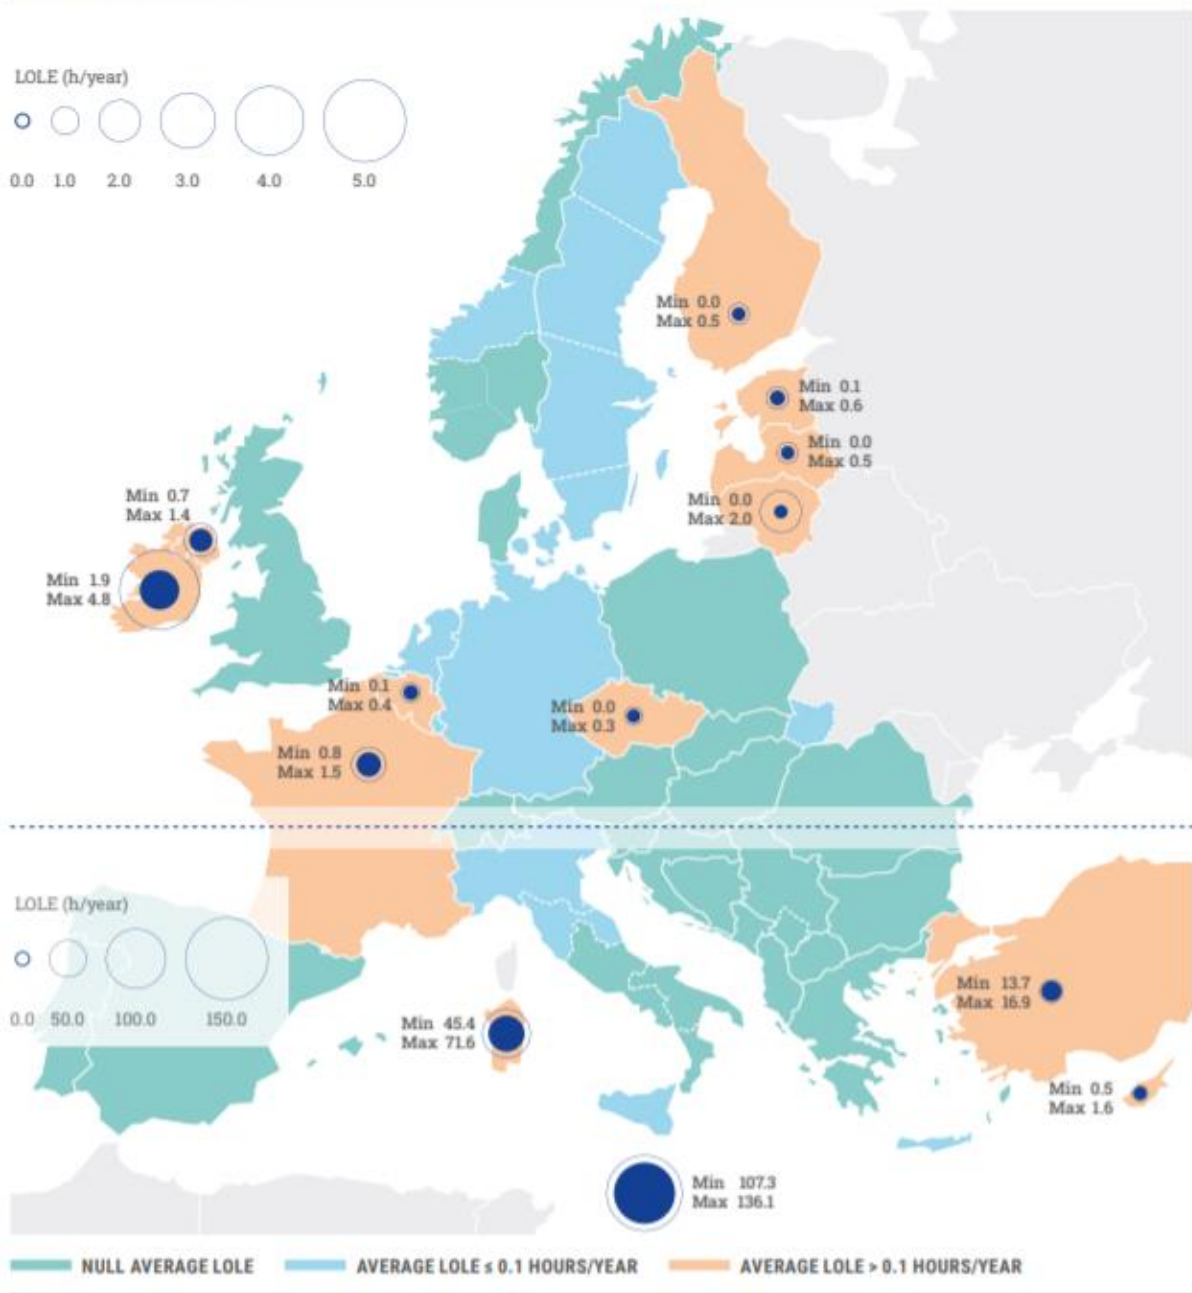 LOLE (h/year)
0.0 1.0 2.0 3.0 4.0 5.0
Min 0.0
Max 0.5
Min 0.1
Max 0.6
Min 0.0
Max 0.5
Min 0.0
Max 2.0
Min 0.7
Max 1.4
Min 1.9
Max 4.8
Min 0.1
Max 0.4
Min 0.0
Max 0.3
Min 0.8
Max 1.5
LOLE (h/year)
0.0 50.0 100.0 150.0
Min 13.7
Max 16.9
Min 45.4
Max 71.6
Min 0.5
Max 1.6
Min 107.3
Max 136.1
NULL AVERAGE LOLE AVERAGE LOLE ≤ 0.1 HOURS/YEAR AVERAGE LOLE > 0.1 HOURS/YEAR